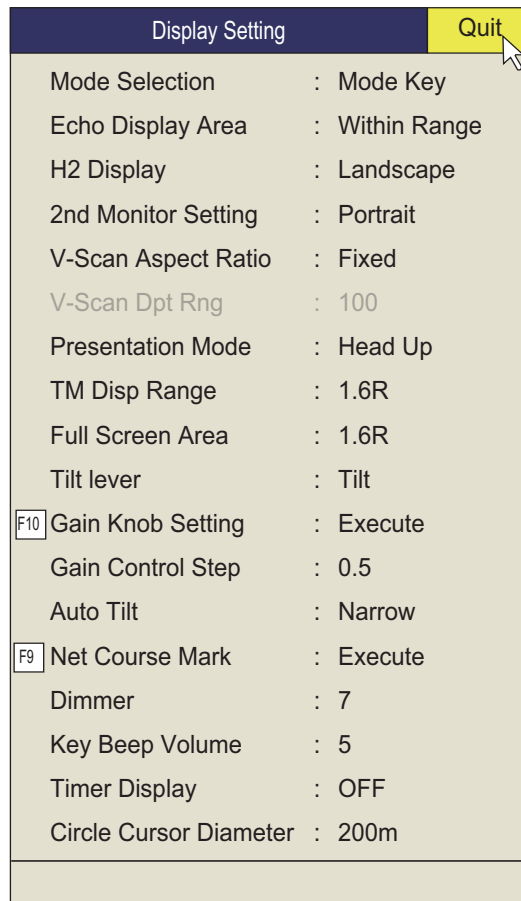 Display Setting Quit
Mode Selection : Mode Key
Echo Display Area : Within Range
H2 Display : Landscape
2nd Monitor Setting : Portrait
V-Scan Aspect Ratio : Fixed
V-Scan Dpt Rng : 100
Presentation Mode : Head Up
TM Disp Range : 1.6R
Full Screen Area : 1.6R
Tilt lever : Tilt
F10 Gain Knob Setting : Execute
Gain Control Step : 0.5
Auto Tilt : Narrow
F9 Net Course Mark : Execute
Dimmer : 7
Key Beep Volume : 5
Timer Display : OFF
Circle Cursor Diameter : 200m